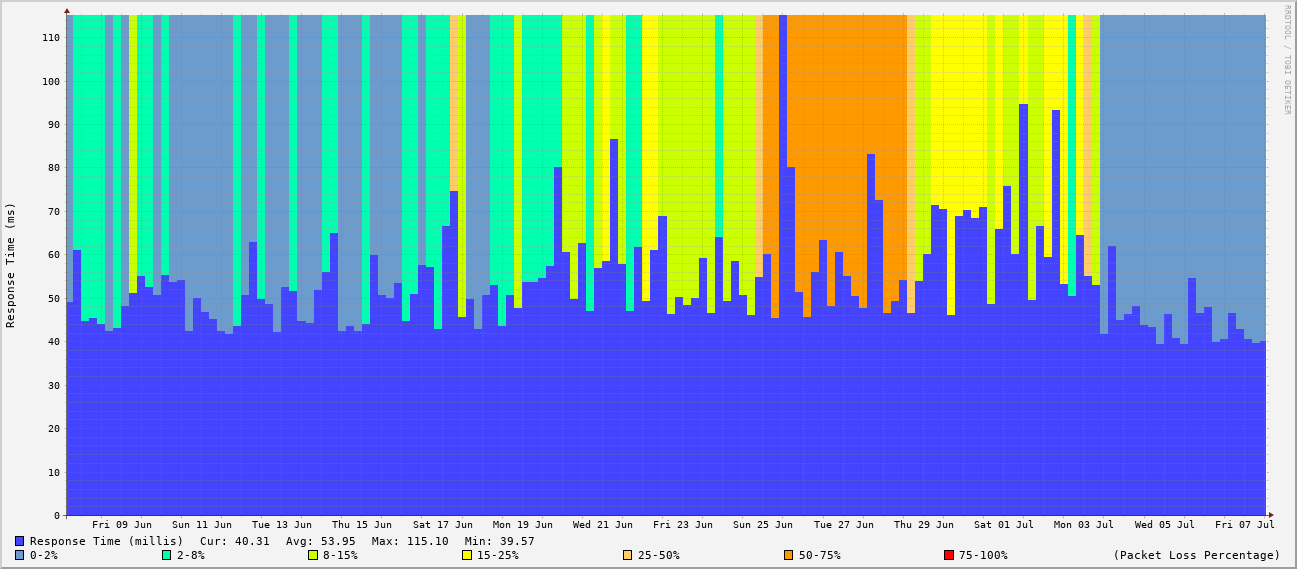 RRDTOOL / TOBI OETIKER
Response Time (ms)
110
100
90
80
70
60
50
40
30
20
10
0
Fri 09 Jun Sun 11 Jun Tue 13 Jun Thu 15 Jun Sat 17 Jun Mon 19 Jun Wed 21 Jun Fri 23 Jun Sun 25 Jun Tue 27 Jun Thu 29 Jun Sat 01 Jul Mon 03 Jul Wed 05 Jul Fri 07 Jul
Response Time (millis) Cur: 40.31 Avg: 53.95 Max: 115.10 Min: 39.57
0-2% 2-8% 8-15% 15-25% 25-50% 50-75% 75-100% (Packet Loss Percentage)